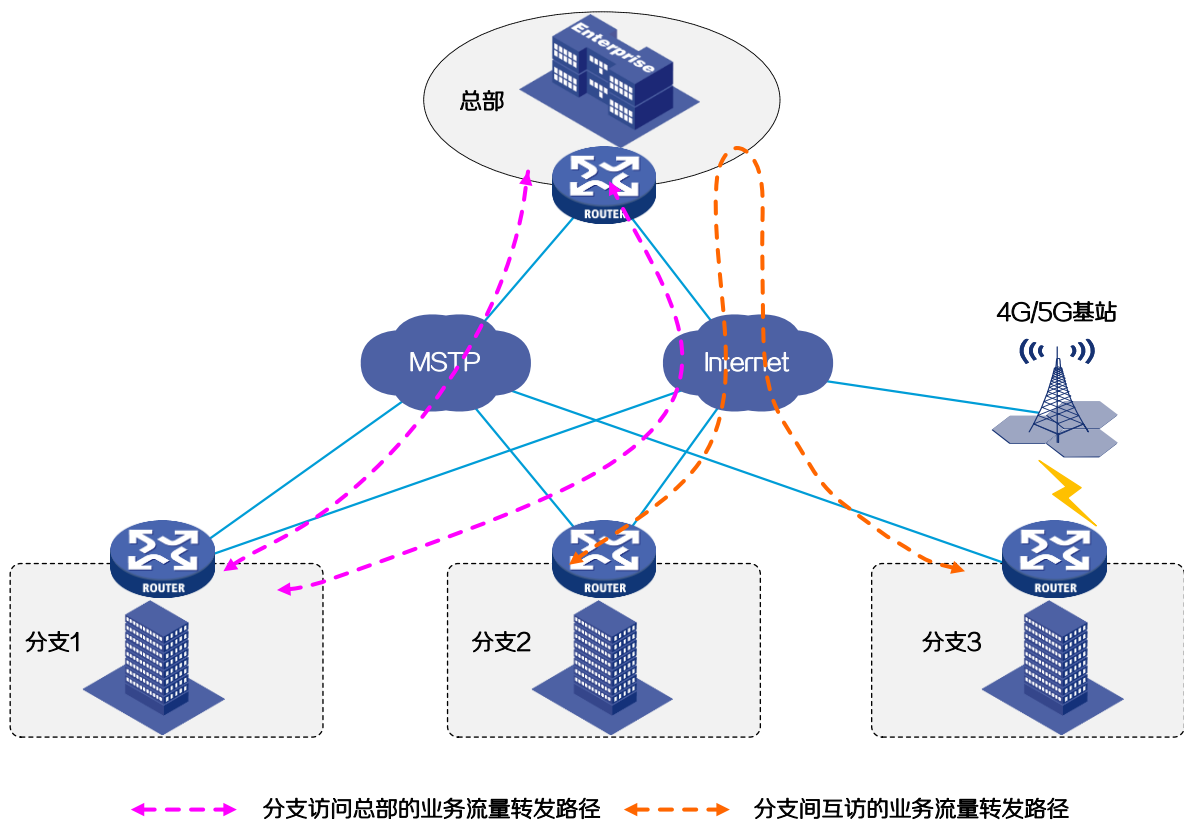 Enterprise
总部
ROUTER
MSTP
Internet
4G/5G基站
ROUTER
ROUTER
ROUTER
分支1
分支2
分支3
分支访问总部的业务流量转发路径
分支间互访的业务流量转发路径